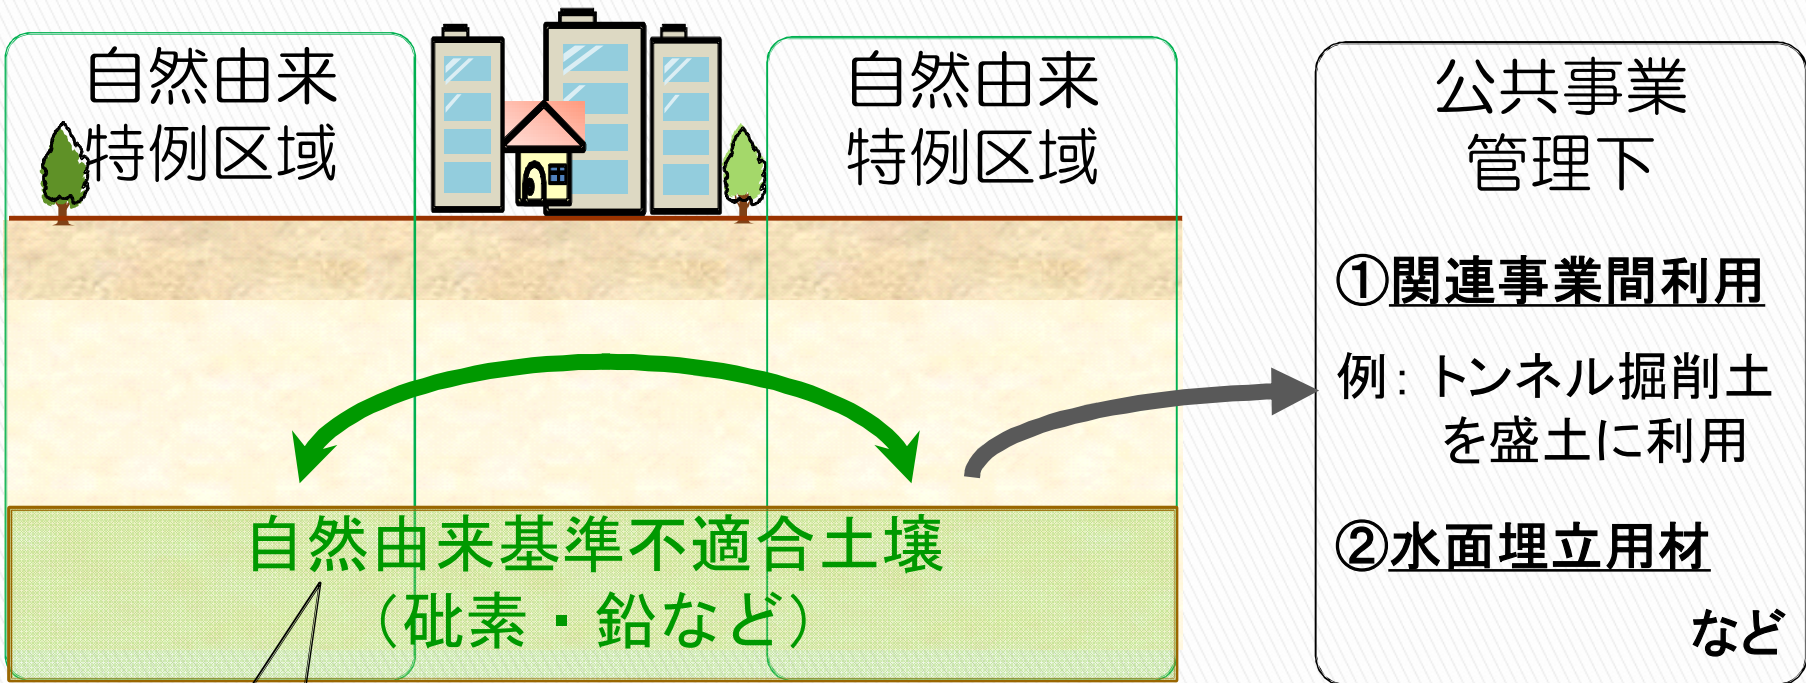 自然由来
特例区域
自然由来
特例区域
自然由来基準不適合土壌
（砒素・鉛など）
公共事業
管理下
①関連事業間利用
例：トンネル掘削土
を盛土に利用
②水面埋立用材
など